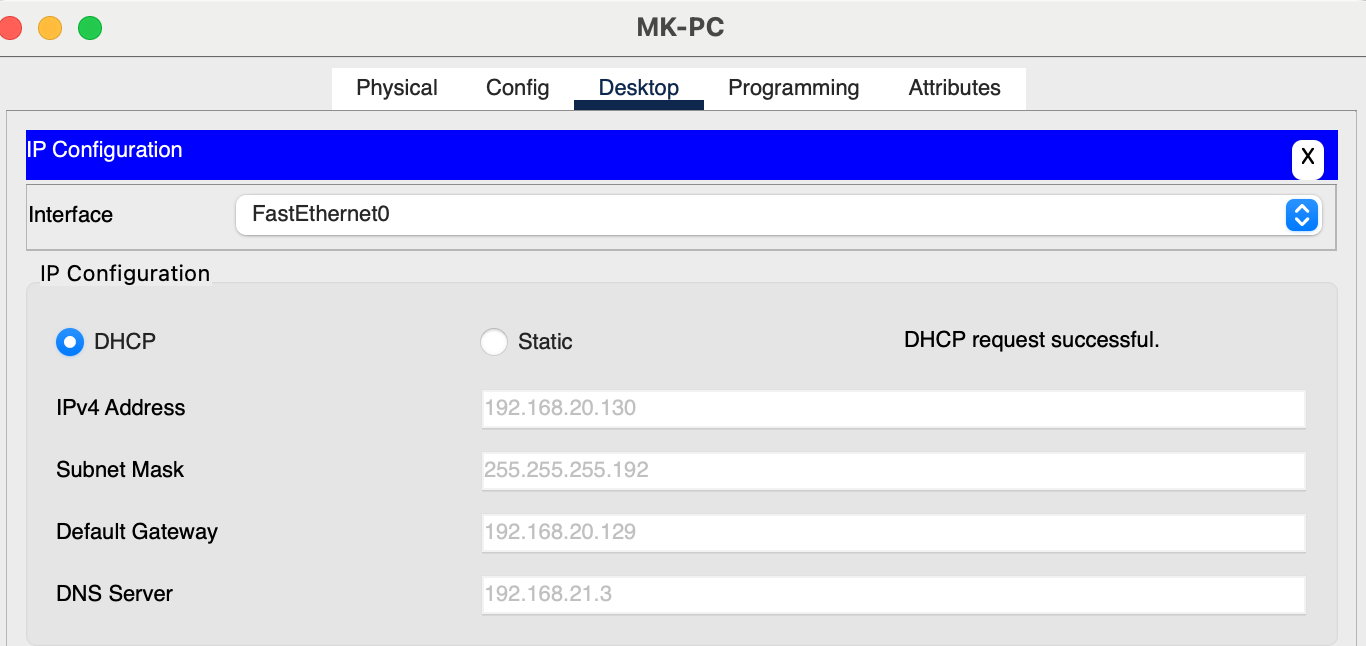 MK-PC
Physical Config Desktop Programming Attributes
IP Configuration X
Interface FastEthernet0
IP Configuration
DHCP Static DHCP request successful.
IPv4 Address 192.168.20.130
Subnet Mask 255.255.255.192
Default Gateway 192.168.20.129
DNS Server 192.168.21.3